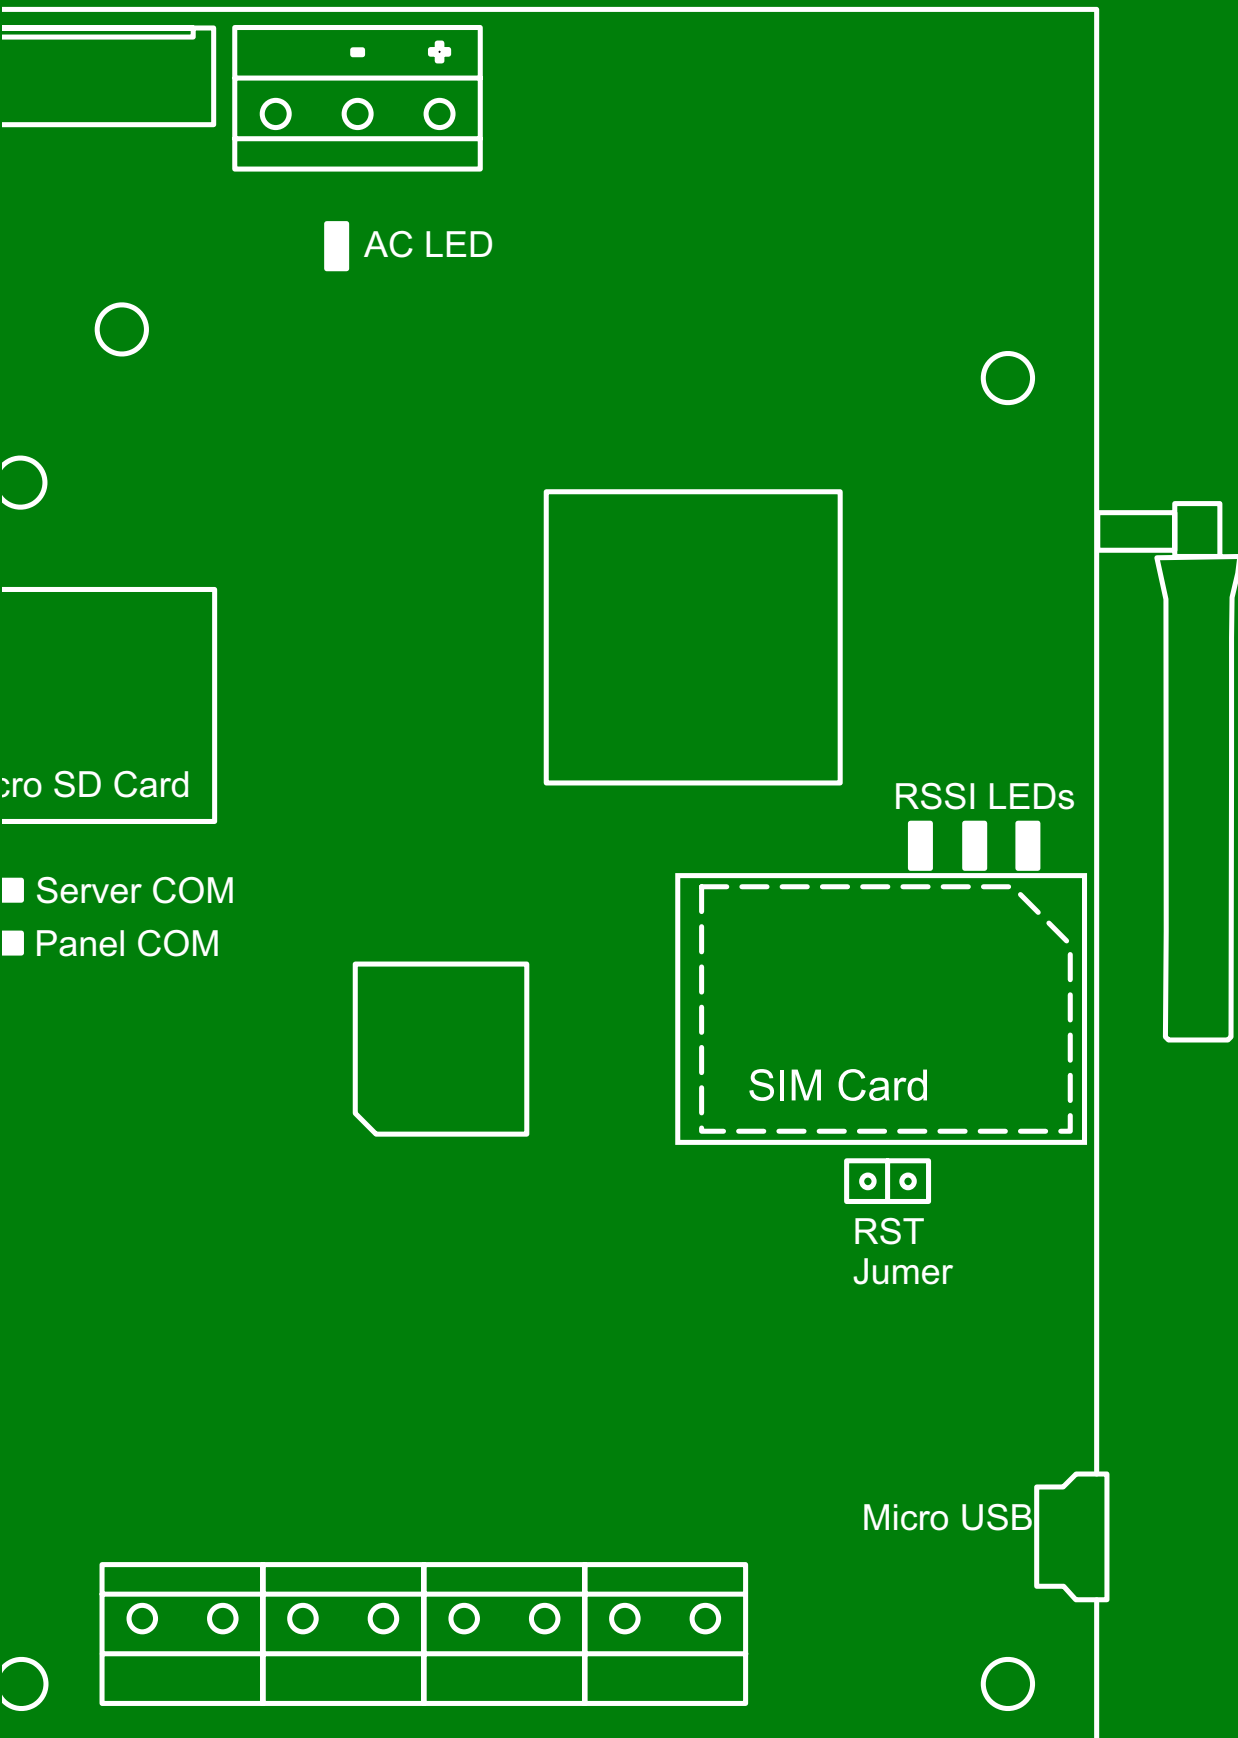 - +
AC LED
cro SD Card
RSSI LEDs
Server COM
Panel COM
SIM Card
RST
Jumer
Micro USB